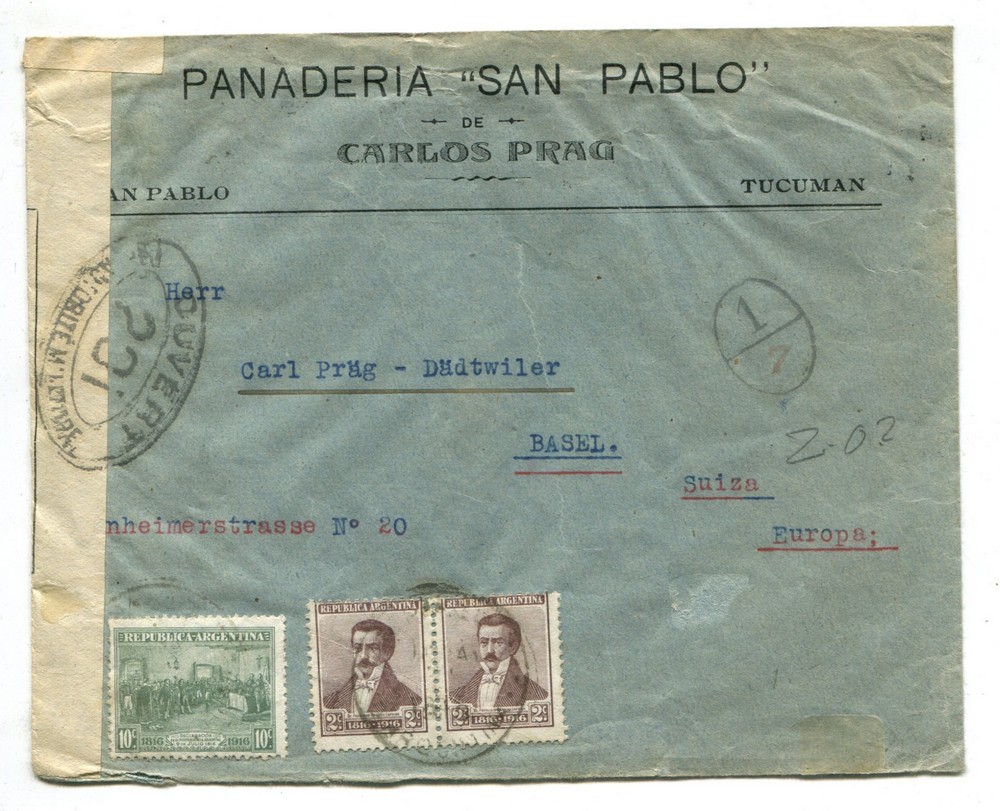 PANADERIA "SAN PABLO"
DE
CARLOS PRAG
AN PABLO
TUCUMAN
OUVERT
201
Herr
1
7
Carl Präg - Dädtwiler
BASEL.
Z-02
Suiza
nheimerstrasse Nº 20
Europa;
REPUBLICA ARGENTINA
10c 1816 1916 10c
REPUBLICA ARGENTINA
2c 1816-1916 2c
REPUBLICA ARGENTINA
2c 1816-1916 2c